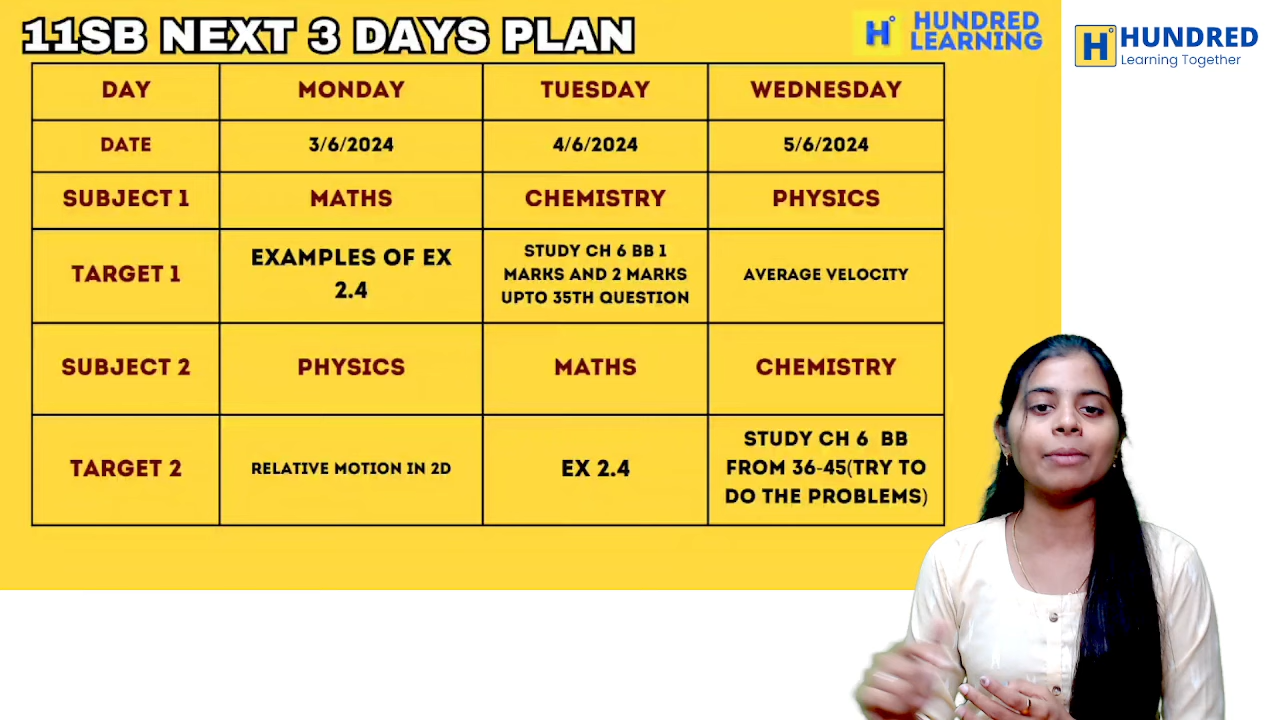 11SB NEXT 3 DAYS PLAN
HUNDRED
LEARNING
HUNDRED
Learning Together
DAY
MONDAY
TUESDAY
WEDNESDAY
DATE
3/6/2024
4/6/2024
5/6/2024
SUBJECT 1
MATHS
CHEMISTRY
PHYSICS
TARGET 1
EXAMPLES OF EX
2.4
STUDY CH 6 BB 1
MARKS AND 2 MARKS
UPTO 35TH QUESTION
AVERAGE VELOCITY
SUBJECT 2
PHYSICS
MATHS
CHEMISTRY
TARGET 2
RELATIVE MOTION IN 2D
EX 2.4
STUDY CH 6 BB
FROM 36-45(TRY TO
DO THE PROBLEMS)